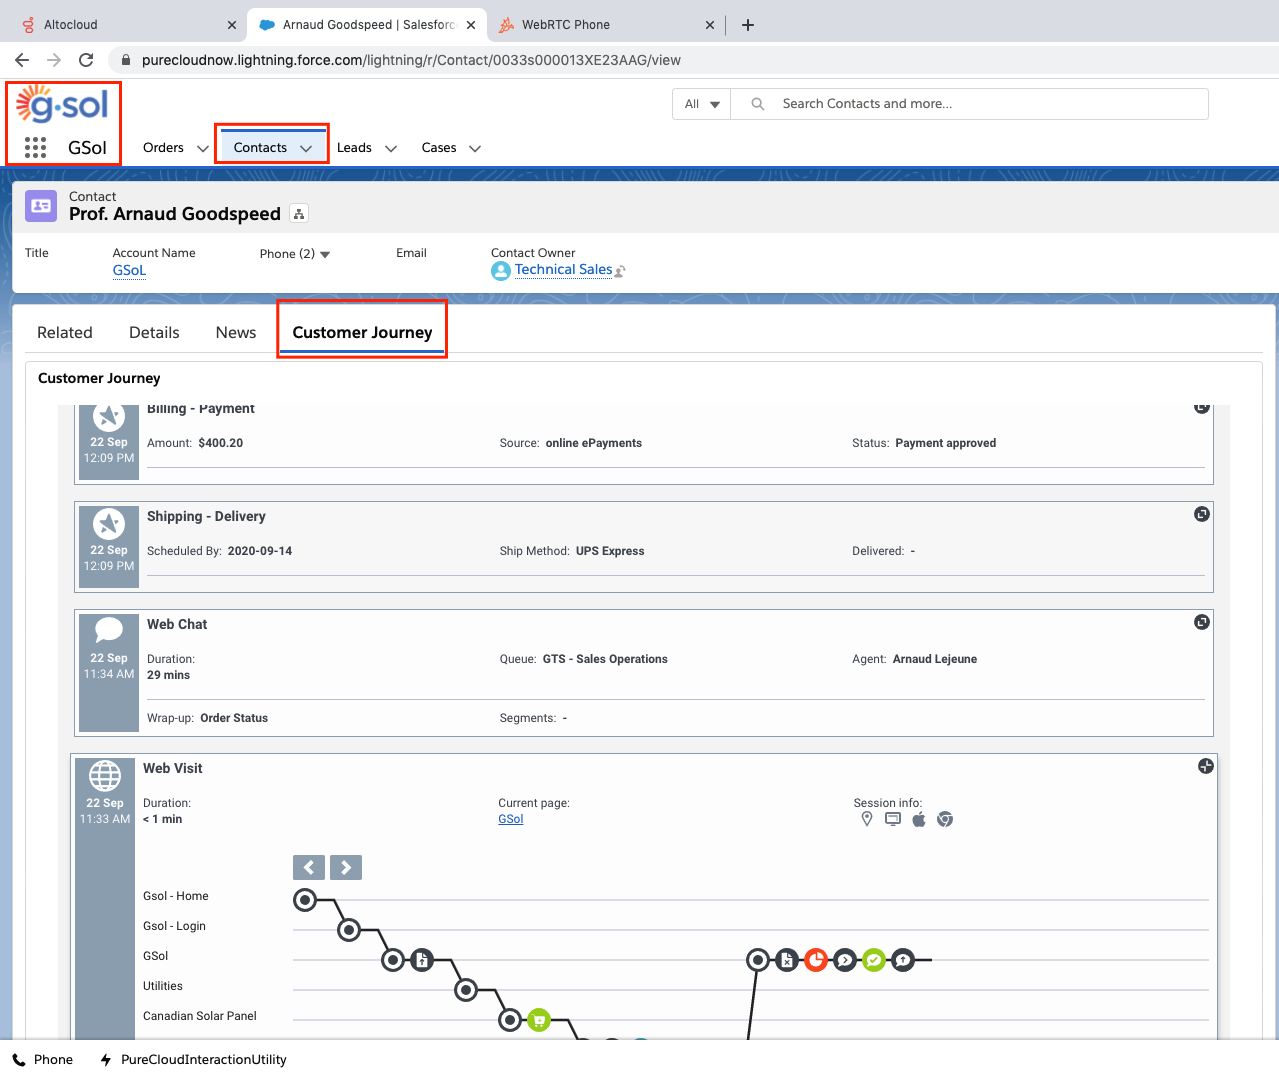 Altocloud
Arnaud Goodspeed | Salesforc
WebRTC Phone
purecloudnow.lightning.force.com/lightning/r/Contact/0033s000013XE23AAG/view
g·sol
All
Search Contacts and more...
GSol
Orders
Contacts
Leads
Cases
Contact
Prof. Arnaud Goodspeed
Title
Account Name
Phone (2)
Email
Contact Owner
GSoL
Technical Sales
Related
Details
News
Customer Journey
Customer Journey
Billing - Payment
22 Sep
12:09 PM
Amount: $400.20
Source: online ePayments
Status: Payment approved
Shipping - Delivery
22 Sep
12:09 PM
Scheduled By: 2020-09-14
Ship Method: UPS Express
Delivered: -
Web Chat
22 Sep
11:34 AM
Duration:
29 mins
Queue: GTS - Sales Operations
Agent: Arnaud Lejeune
Wrap-up: Order Status
Segments: -
Web Visit
22 Sep
11:33 AM
Duration:
< 1 min
Current page:
GSol
Session info:
Gsol - Home
Gsol - Login
GSol
Utilities
Canadian Solar Panel
Phone
PureCloudInteractionUtility